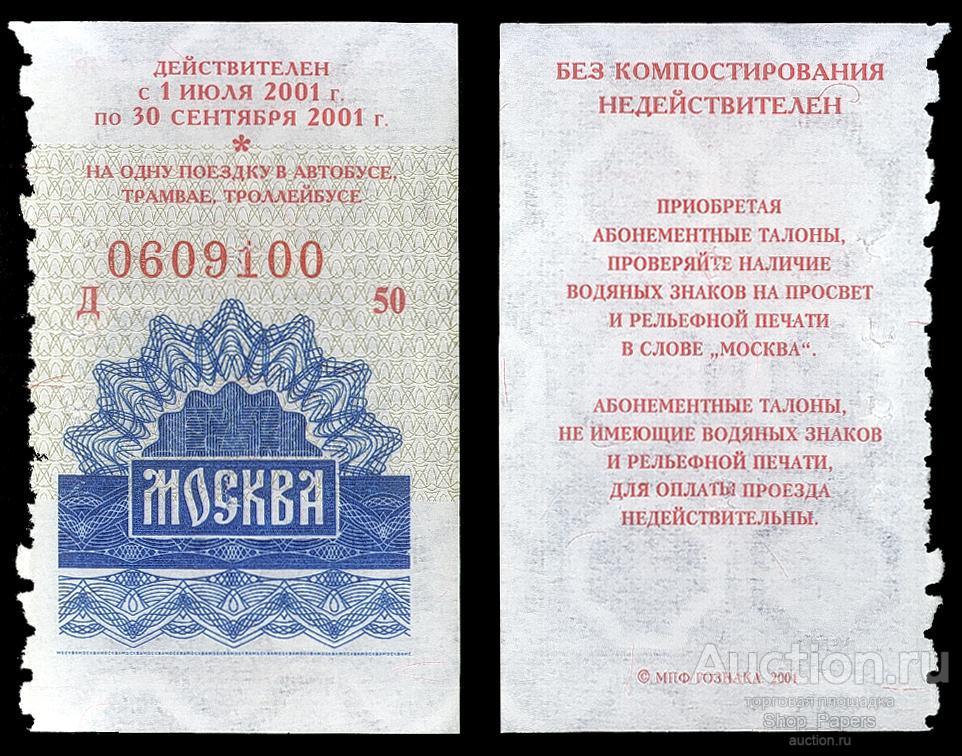 ДЕЙСТВИТЕЛЕН
с 1 ИЮЛЯ 2001 г.
по 30 СЕНТЯБРЯ 2001 г.
*
НА ОДНУ ПОЕЗДКУ В АВТОБУСЕ,
ТРАМВАЕ, ТРОЛЛЕЙБУСЕ
0609100
Д 50
МОСКВА
БЕЗ КОМПОСТИРОВАНИЯ
НЕДЕЙСТВИТЕЛЕН
ПРИОБРЕТАЯ
АБОНЕМЕНТНЫЕ ТАЛОНЫ,
ПРОВЕРЯЙТЕ НАЛИЧИЕ
ВОДЯНЫХ ЗНАКОВ НА ПРОСВЕТ
И РЕЛЬЕФНОЙ ПЕЧАТИ
В СЛОВЕ „МОСКВА“.
АБОНЕМЕНТНЫЕ ТАЛОНЫ,
НЕ ИМЕЮЩИЕ ВОДЯНЫХ ЗНАКОВ
И РЕЛЬЕФНОЙ ПЕЧАТИ,
ДЛЯ ОПЛАТЫ ПРОЕЗДА
НЕДЕЙСТВИТЕЛЬНЫ.
© МПФ ГОЗНАКА 2001
Auction.ru
торговая площадка
Shop Papers
auction.ru